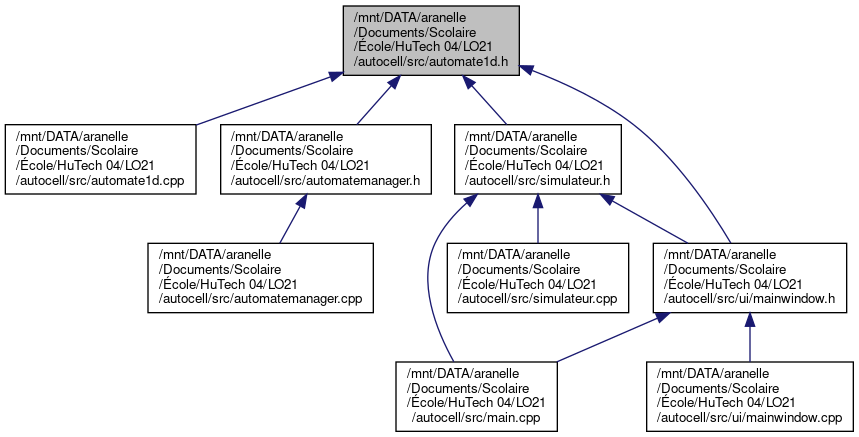 /mnt/DATA/aranelle
/Documents/Scolaire
/École/HuTech 04/LO21
/autocell/src/automate1d.h
/mnt/DATA/aranelle
/Documents/Scolaire
/École/HuTech 04/LO21
/autocell/src/automate1d.cpp
/mnt/DATA/aranelle
/Documents/Scolaire
/École/HuTech 04/LO21
/autocell/src/automatemanager.h
/mnt/DATA/aranelle
/Documents/Scolaire
/École/HuTech 04/LO21
/autocell/src/simulateur.h
/mnt/DATA/aranelle
/Documents/Scolaire
/École/HuTech 04/LO21
/autocell/src/automatemanager.cpp
/mnt/DATA/aranelle
/Documents/Scolaire
/École/HuTech 04/LO21
/autocell/src/simulateur.cpp
/mnt/DATA/aranelle
/Documents/Scolaire
/École/HuTech 04/LO21
/autocell/src/ui/mainwindow.h
/mnt/DATA/aranelle
/Documents/Scolaire
/École/HuTech 04/LO21
/autocell/src/main.cpp
/mnt/DATA/aranelle
/Documents/Scolaire
/École/HuTech 04/LO21
/autocell/src/ui/mainwindow.cpp